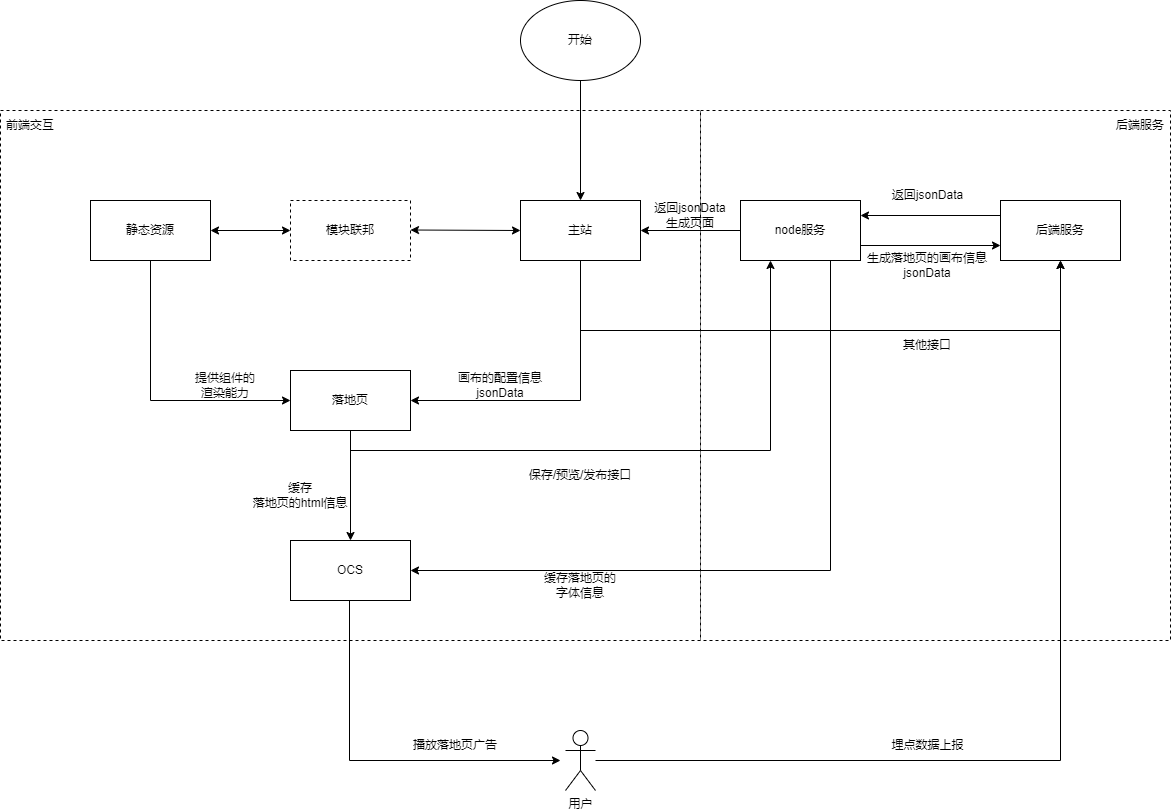 开始
前端交互
后端服务
静态资源
模块联邦
主站
返回jsonData
生成页面
node服务
返回jsonData
生成落地页的画布信息
jsonData
后端服务
其他接口
提供组件的
渲染能力
落地页
画布的配置信息
jsonData
保存/预览/发布接口
缓存
落地页的html信息
OCS
缓存落地页的
字体信息
播放落地页广告
埋点数据上报
用户